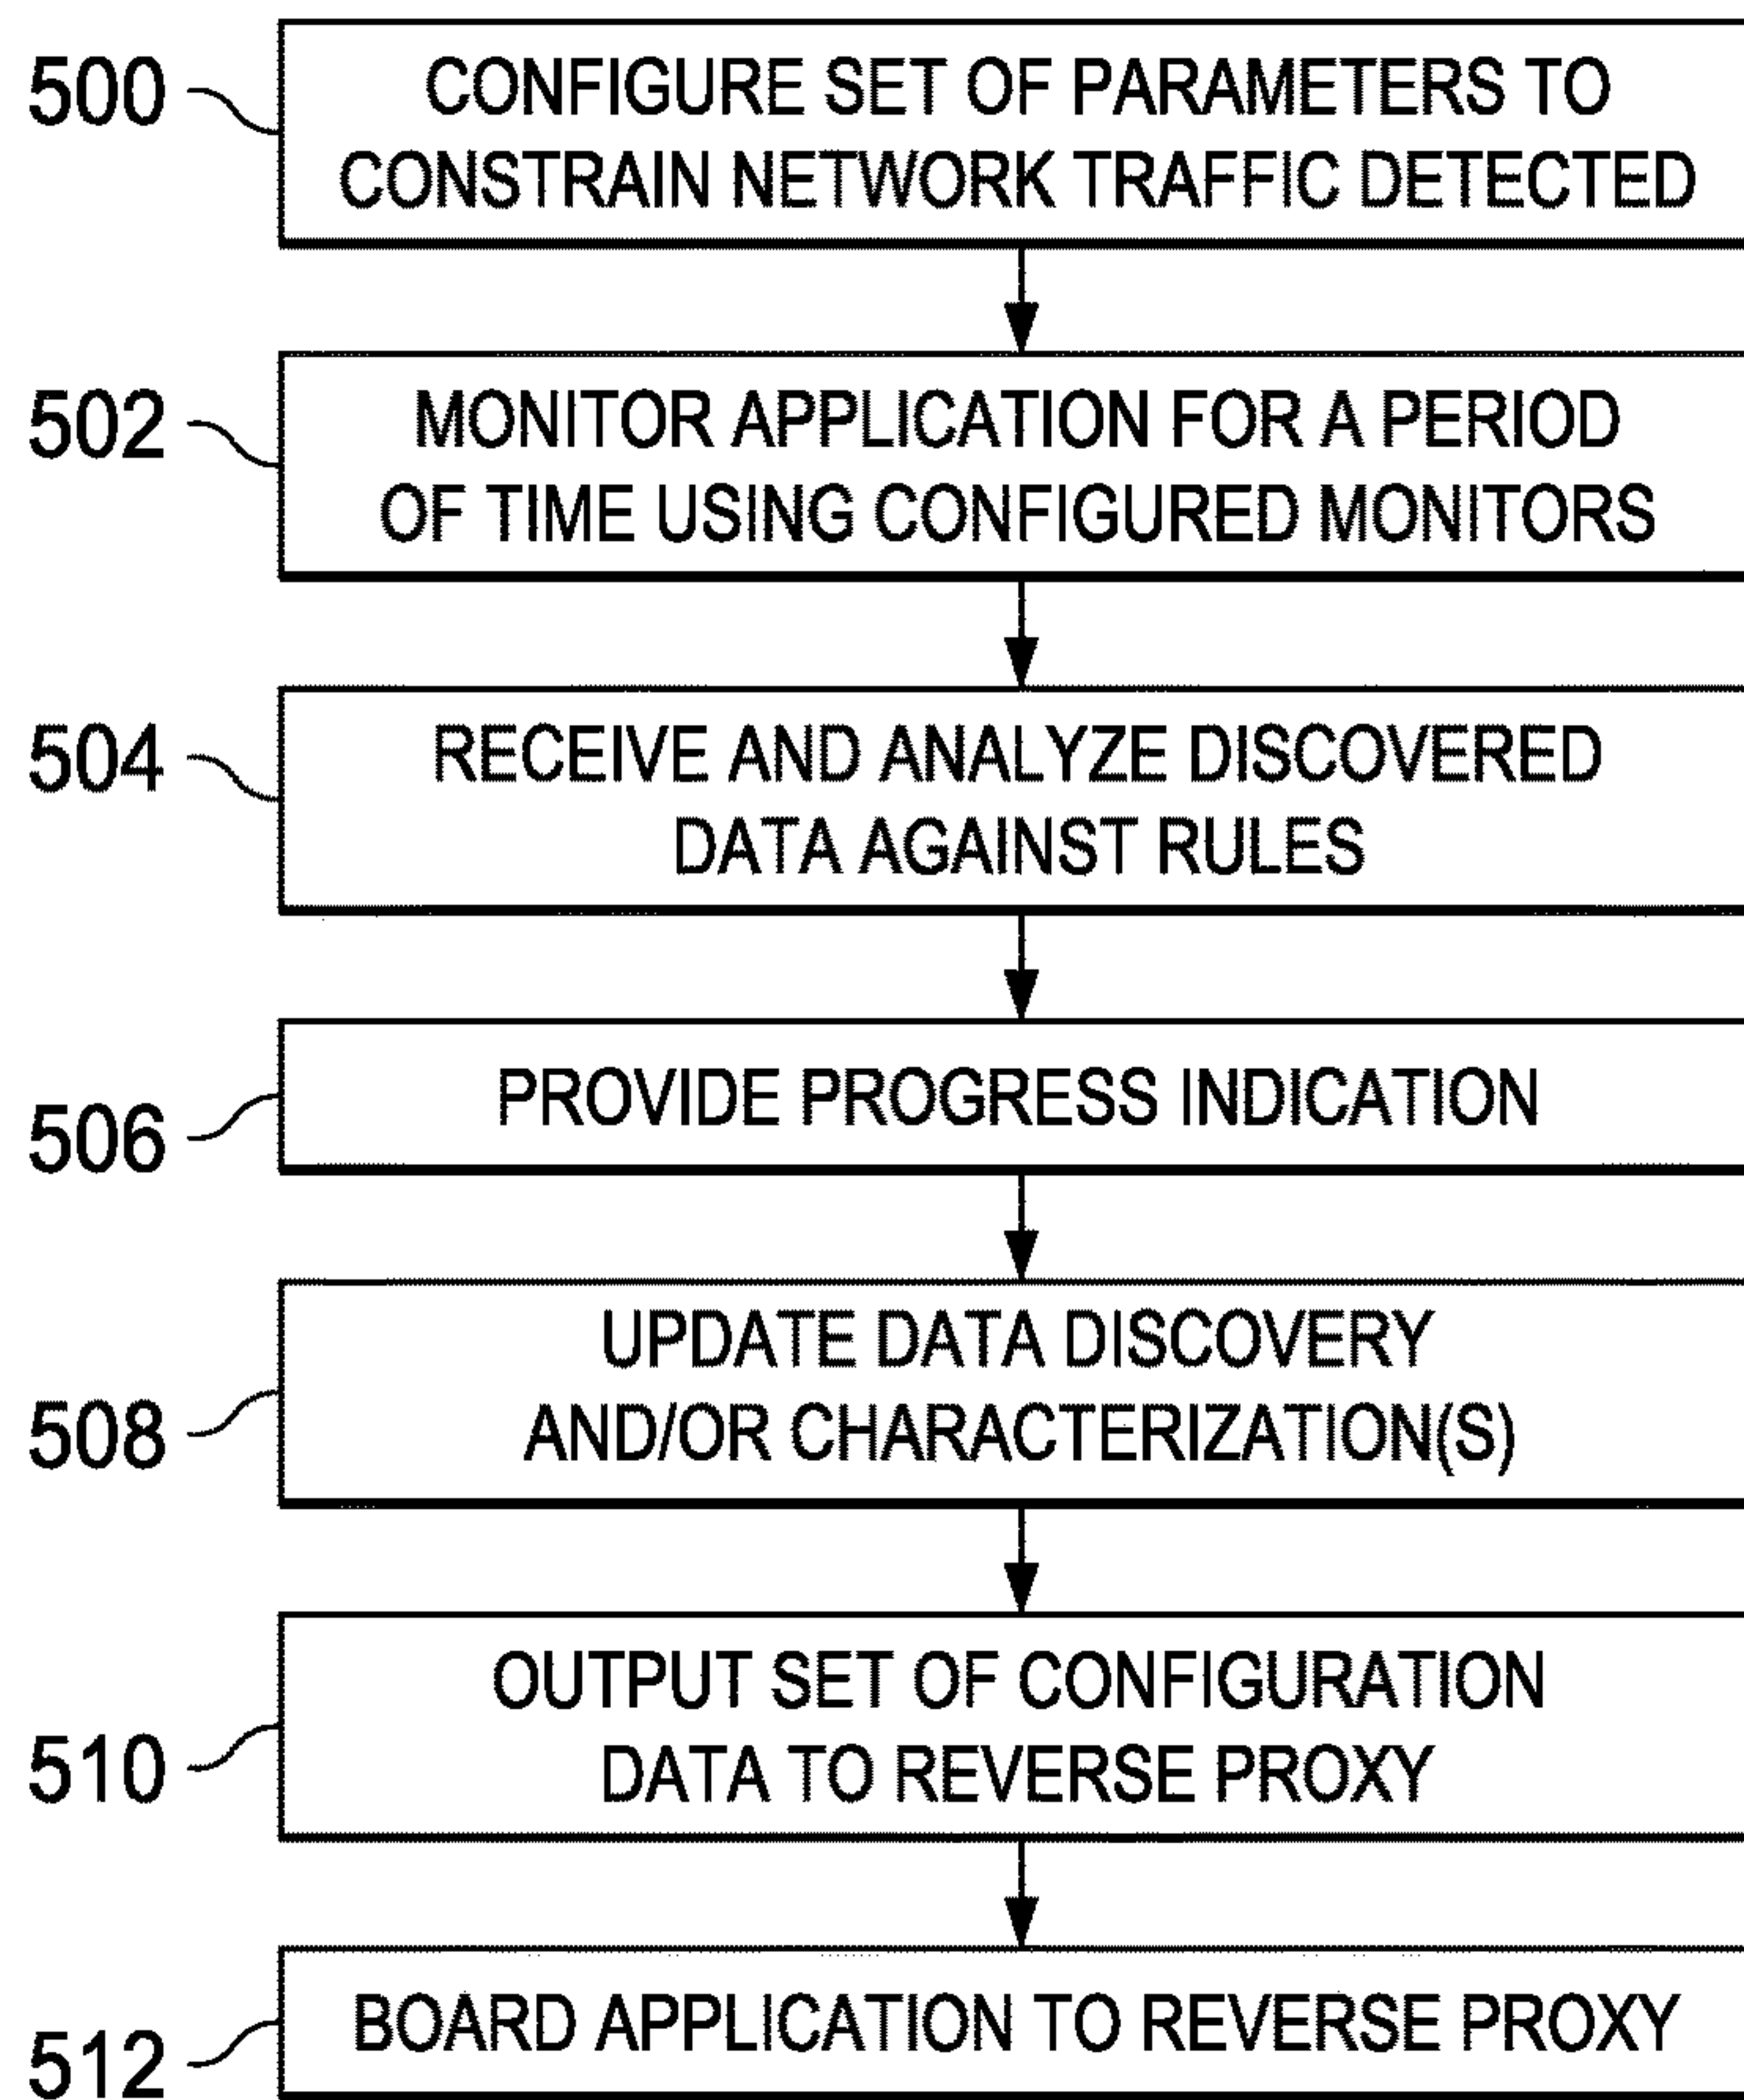 500
CONFIGURE SET OF PARAMETERS TO
CONSTRAIN NETWORK TRAFFIC DETECTED
502
MONITOR APPLICATION FOR A PERIOD
OF TIME USING CONFIGURED MONITORS
504
RECEIVE AND ANALYZE DISCOVERED
DATA AGAINST RULES
506
PROVIDE PROGRESS INDICATION
508
UPDATE DATA DISCOVERY
AND/OR CHARACTERIZATION(S)
510
OUTPUT SET OF CONFIGURATION
DATA TO REVERSE PROXY
512
BOARD APPLICATION TO REVERSE PROXY